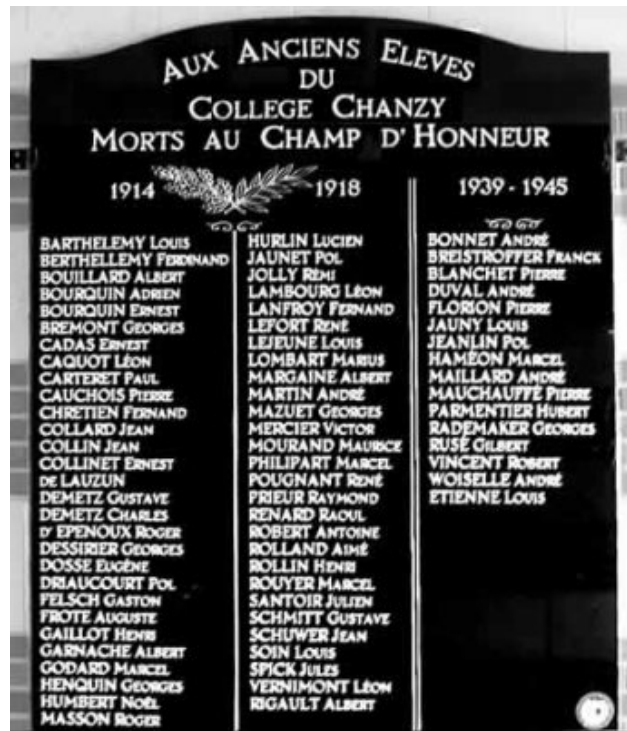 AUX ANCIENS ELEVES
DU
COLLEGE CHANZY
MORTS AU CHAMP D'HONNEUR
1914 1918
BARTHELEMY LOUIS
BERTHELLEMY FERDINAND
BOUILLARD ALBERT
BOURQUIN ADRIEN
BOURQUIN ERNEST
BREMONT GEORGES
CADAS ERNEST
CAQUOT LÉON
CARTERET PAUL
CAUCHOIS PIERRE
CHRETIEN FERNAND
COLLARD JEAN
COLLIN JEAN
COLLINET ERNEST
DE LAUZUN
DEMETZ GUSTAVE
DEMETZ CHARLES
D'EPENOUX ROGER
DESSIRIER GEORGES
DOSSE EUGÈNE
DRIAUCOURT POL
FELSCH GASTON
FROTE AUGUSTE
GAILLOT HENRI
GARNACHE ALBERT
GODARD MARCEL
HENQUIN GEORGES
HUMBERT NOËL
MASSON ROGER
HURLIN LUCIEN
JAUNET POL
JOLLY RÉMI
LAMBOURG LÉON
LANFROY FERNAND
LEFORT RENÉ
LEJEUNE LOUIS
LOMBART MARIUS
MARGAINE ALBERT
MARTIN ANDRÉ
MAZUET GEORGES
MERCIER VICTOR
MOURAND MAURICE
PHILIPART MARCEL
POUGNANT RENÉ
PRIEUR RAYMOND
RENARD RAOUL
ROBERT ANTOINE
ROLLAND AIMÉ
ROLLIN HENRI
ROUYER MARCEL
SANTOIR JULIEN
SCHMITT GUSTAVE
SCHUWER JEAN
SOIN LOUIS
SPICK JULES
VERNIMONT LÉON
RIGAULT ALBERT
1939-1945
BONNET ANDRÉ
BREISTROFFER FRANCK
BLANCHET PIERRE
DUVAL ANDRÉ
FLORION PIERRE
JAUNY LOUIS
JEANLIN POL
HAMÉON MARCEL
MAILLARD ANDRÉ
MAUCHAUFFÉ PIERRE
PARMENTIER HUBERT
RADEMAKER GEORGES
RUSÉ GILBERT
VINCENT ROBERT
WOISELLE ANDRÉ
ETIENNE LOUIS